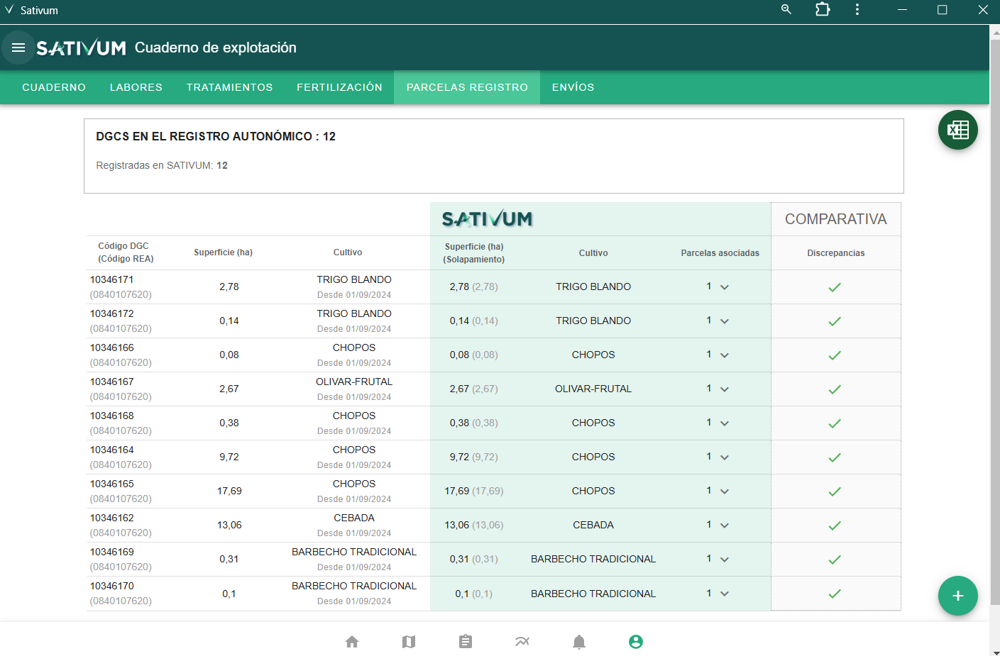 Sativum
SATIVUM Cuaderno de explotación
CUADERNO LABORES TRATAMIENTOS FERTILIZACIÓN PARCELAS REGISTRO ENVÍOS
DGCS EN EL REGISTRO AUTONÓMICO : 12
Registradas en SATIVUM: 12
SATIVUM COMPARATIVA
Código DGC (Código REA) Superficie (ha) Cultivo Superficie (ha) (Solapamiento) Cultivo Parcelas asociadas Discrepancias
10346171 2,78 TRIGO BLANDO 2,78 (2,78) TRIGO BLANDO 1
(0840107620) Desde 01/09/2024
10346172 0,14 TRIGO BLANDO 0,14 (0,14) TRIGO BLANDO 1
(0840107620) Desde 01/09/2024
10346166 0,08 CHOPOS 0,08 (0,08) CHOPOS 1
(0840107620) Desde 01/09/2024
10346167 2,67 OLIVAR-FRUTAL 2,67 (2,67) OLIVAR-FRUTAL 1
(0840107620) Desde 01/09/2024
10346168 0,38 CHOPOS 0,38 (0,38) CHOPOS 1
(0840107620) Desde 01/09/2024
10346164 9,72 CHOPOS 9,72 (9,72) CHOPOS 1
(0840107620) Desde 01/09/2024
10346165 17,69 CHOPOS 17,69 (17,69) CHOPOS 1
(0840107620) Desde 01/09/2024
10346162 13,06 CEBADA 13,06 (13,06) CEBADA 1
(0840107620) Desde 01/09/2024
10346169 0,31 BARBECHO TRADICIONAL 0,31 (0,31) BARBECHO TRADICIONAL 1
(0840107620) Desde 01/09/2024
10346170 0,1 BARBECHO TRADICIONAL 0,1 (0,1) BARBECHO TRADICIONAL 1
(0840107620) Desde 01/09/2024